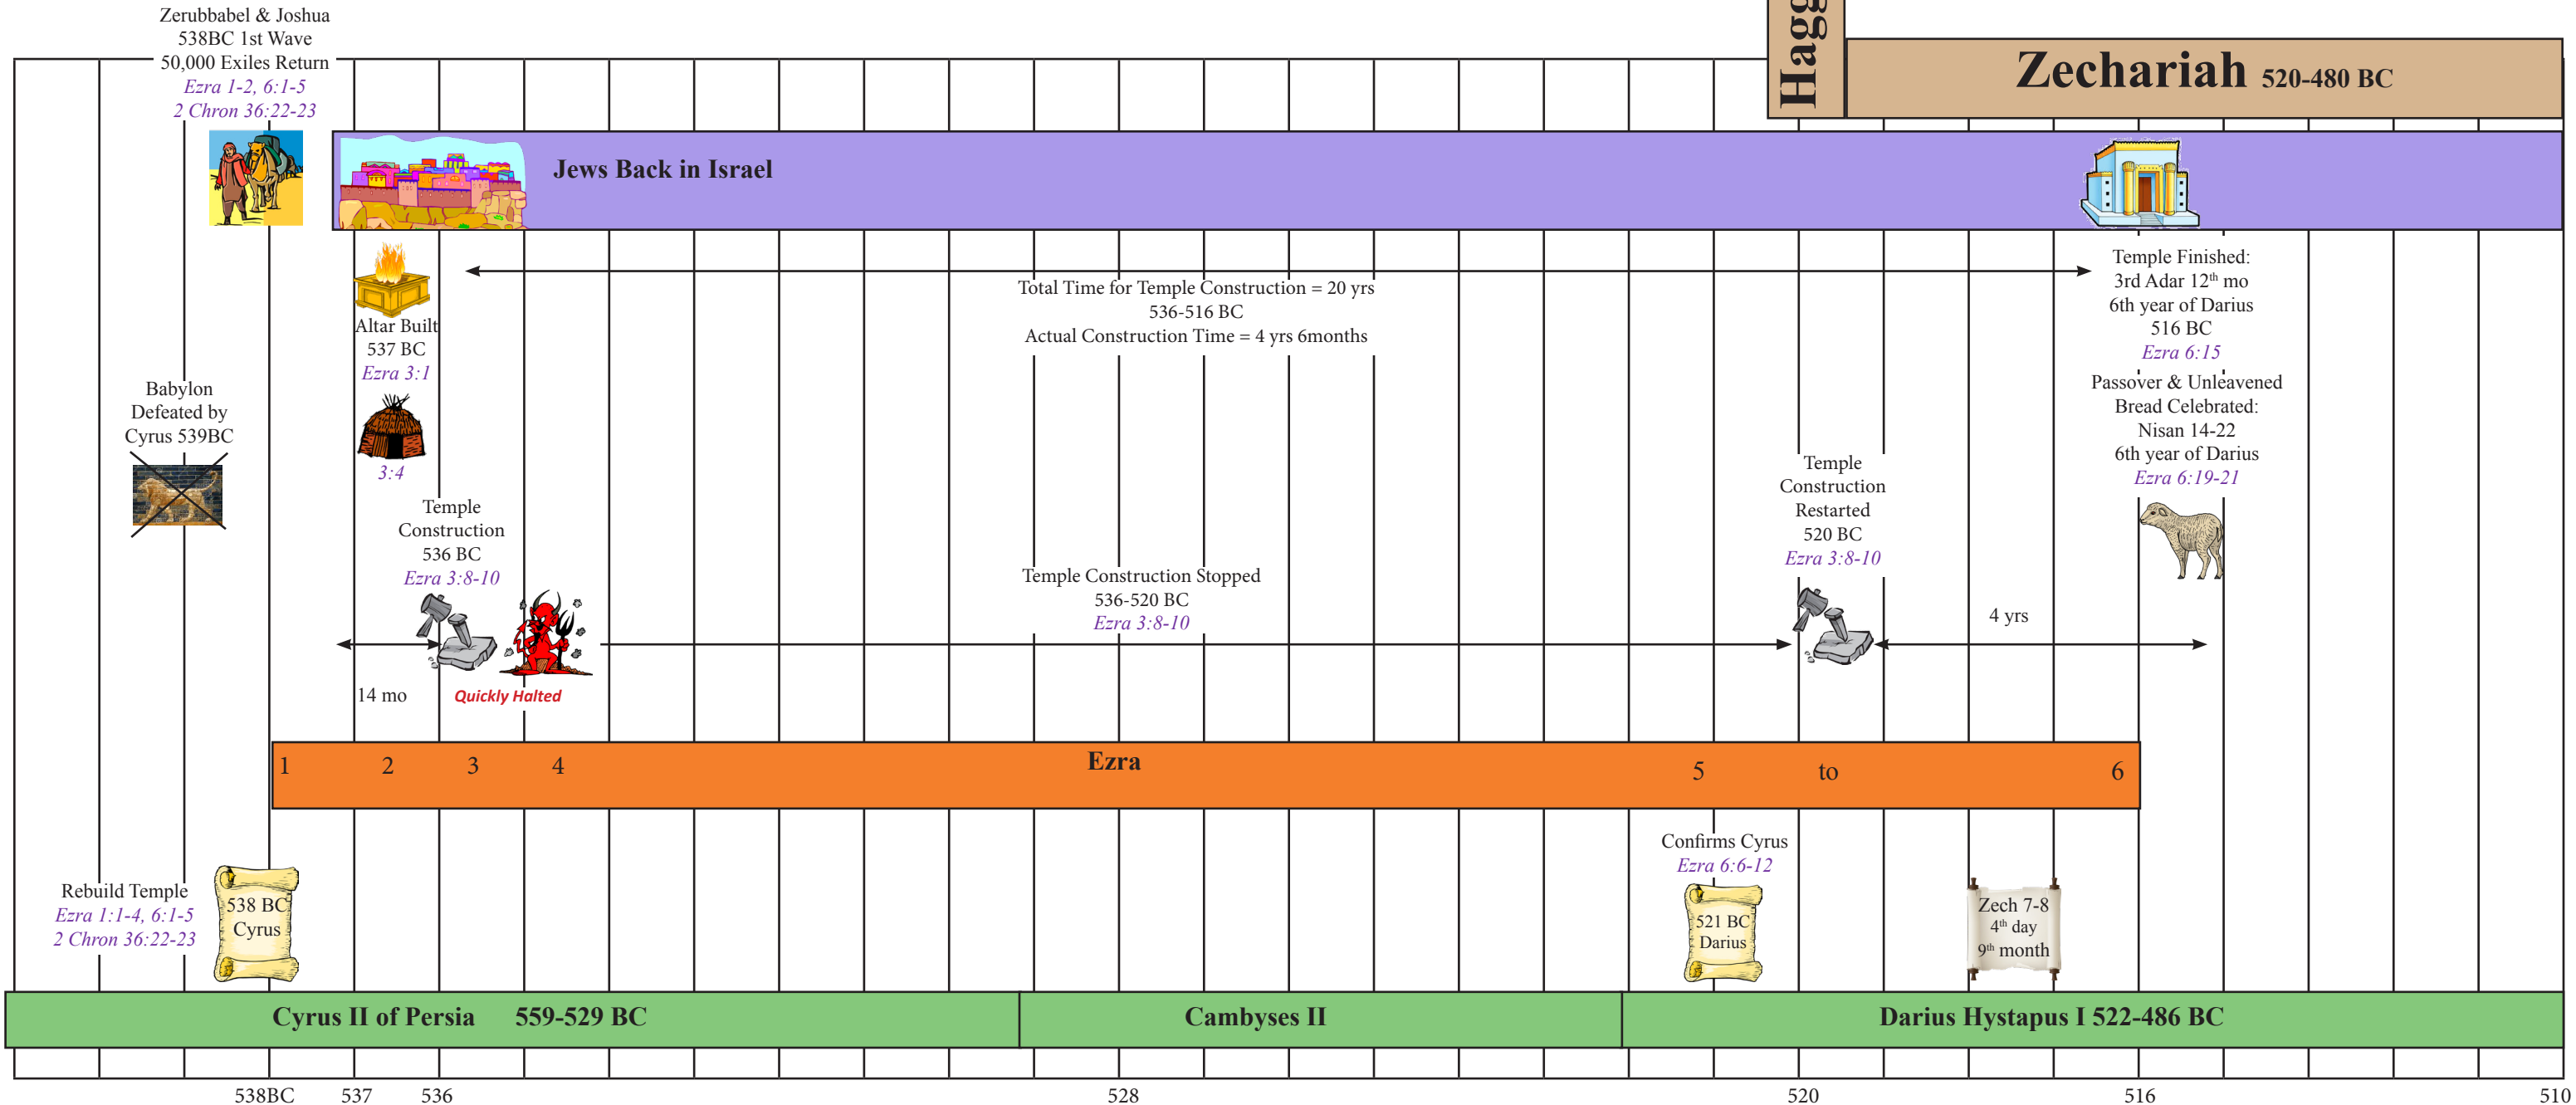 Zerubbabel & Joshua
538BC 1st Wave
50,000 Exiles Return
Ezra 1-2, 6:1-5
2 Chron 36:22-23
Hagg
Zechariah 520-480 BC
Jews Back in Israel
Altar Built
537 BC
Ezra 3:1
3:4
Total Time for Temple Construction = 20 yrs
536-516 BC
Actual Construction Time = 4 yrs 6months
Temple Finished:
3rd Adar 12th mo
6th year of Darius
516 BC
Ezra 6:15
Passover & Unleavened
Bread Celebrated:
Nisan 14-22
6th year of Darius
Ezra 6:19-21
Babylon
Defeated by
Cyrus 539BC
Temple
Construction
536 BC
Ezra 3:8-10
14 mo
Quickly Halted
Temple Construction Stopped
536-520 BC
Ezra 3:8-10
Temple
Construction
Restarted
520 BC
Ezra 3:8-10
4 yrs
1 2 3 4 Ezra 5 to 6
Rebuild Temple
Ezra 1:1-4, 6:1-5
2 Chron 36:22-23
538 BC
Cyrus
Confirms Cyrus
Ezra 6:6-12
521 BC
Darius
Zech 7-8
4th day
9th month
Cyrus II of Persia 559-529 BC
Cambyses II
Darius Hystapus I 522-486 BC
538BC 537 536 528 520 516 510